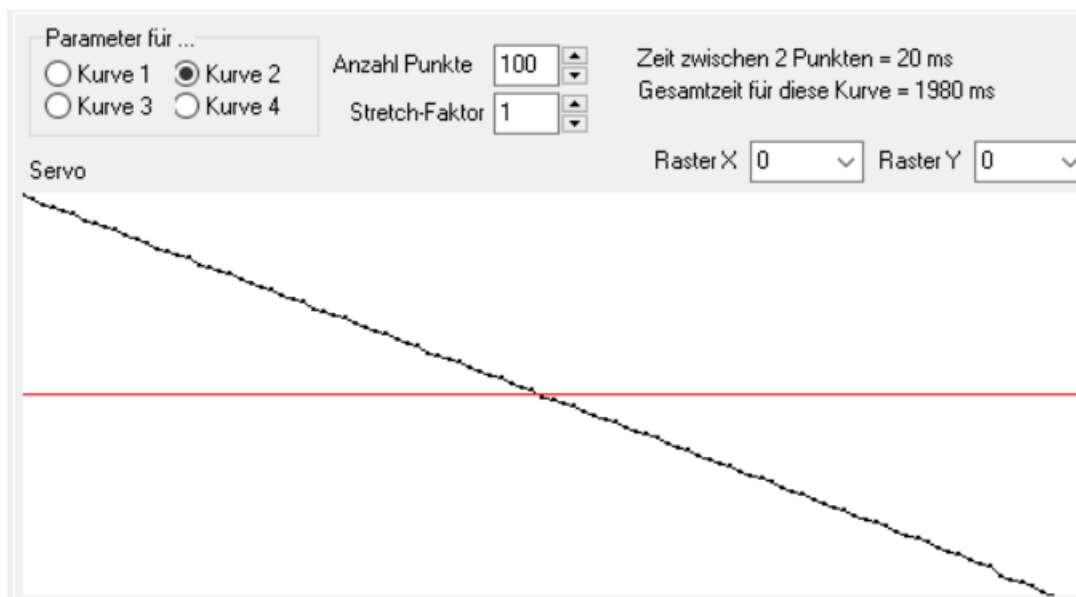 Parameter für ...
Kurve 1 Kurve 2
Kurve 3 Kurve 4
Anzahl Punkte 100
Stretch-Faktor 1
Zeit zwischen 2 Punkten = 20 ms
Gesamtzeit für diese Kurve = 1980 ms
Raster X 0 Raster Y 0
Servo